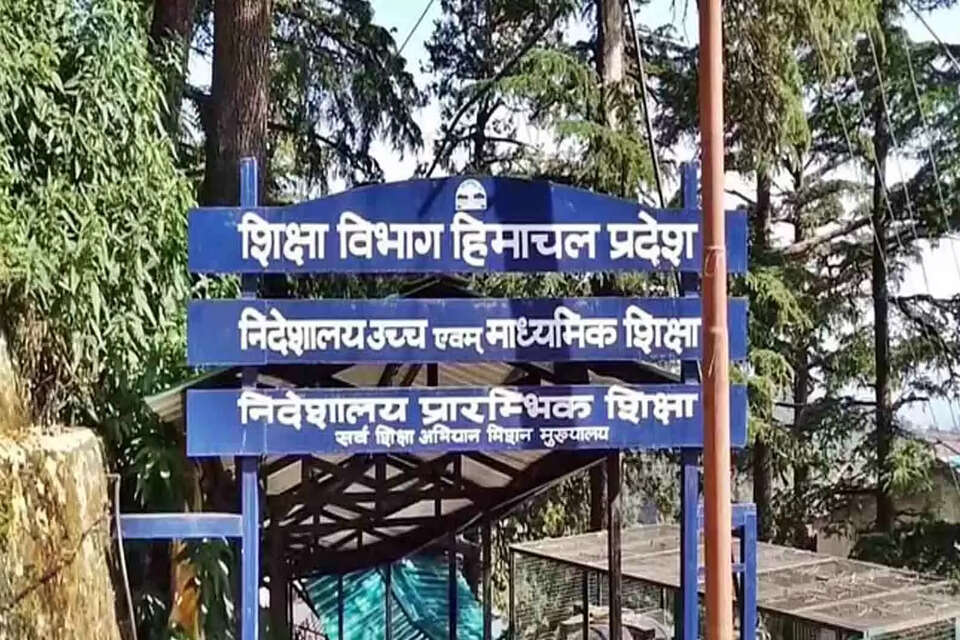 शिक्षा विभाग हिमाचल प्रदेश
निदेशालय उच्च एवम् माध्यमिक शिक्षा
निदेशालय प्रारम्भिक शिक्षा
सर्व शिक्षा अभियान मिशन मुख्यालय